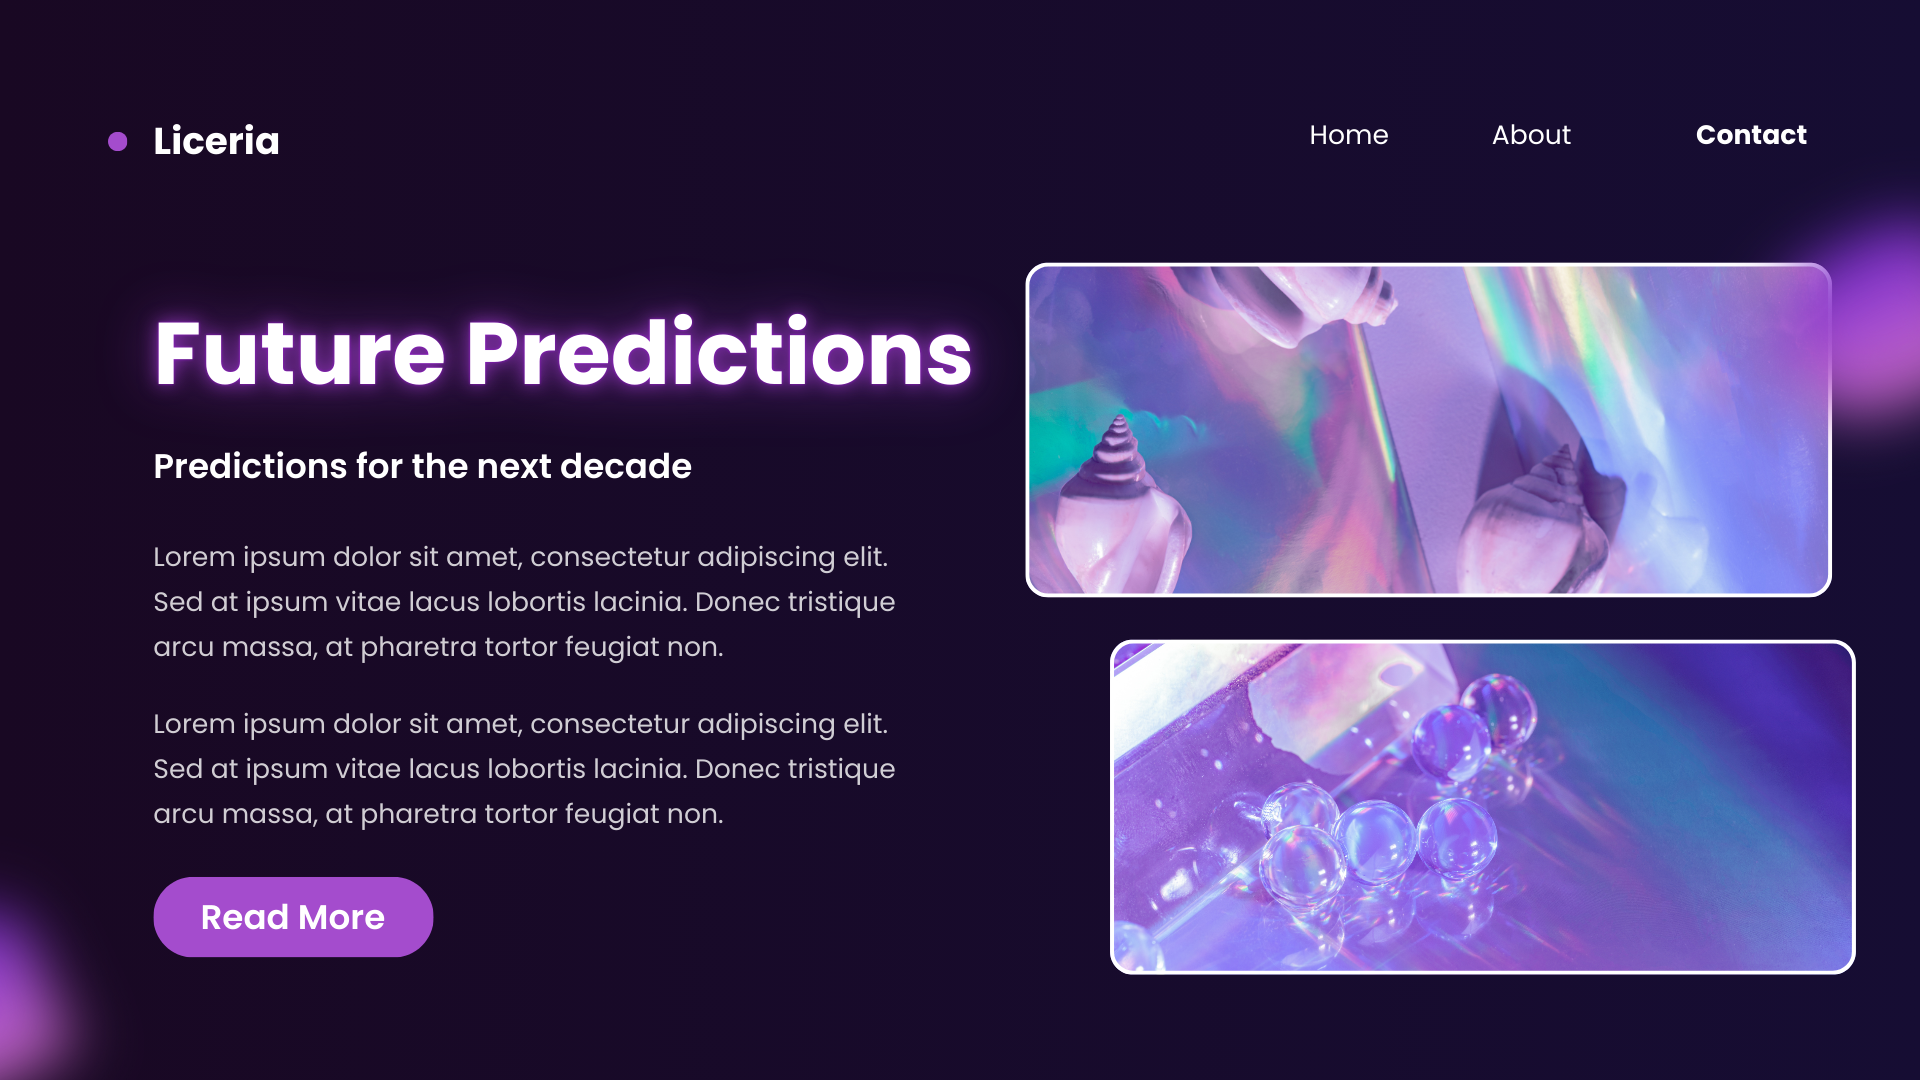 Liceria
Home
About
Contact
Future Predictions
Predictions for the next decade
Lorem ipsum dolor sit amet, consectetur adipiscing elit.
Sed at ipsum vitae lacus lobortis lacinia. Donec tristique
arcu massa, at pharetra tortor feugiat non.
Lorem ipsum dolor sit amet, consectetur adipiscing elit.
Sed at ipsum vitae lacus lobortis lacinia. Donec tristique
arcu massa, at pharetra tortor feugiat non.
Read More